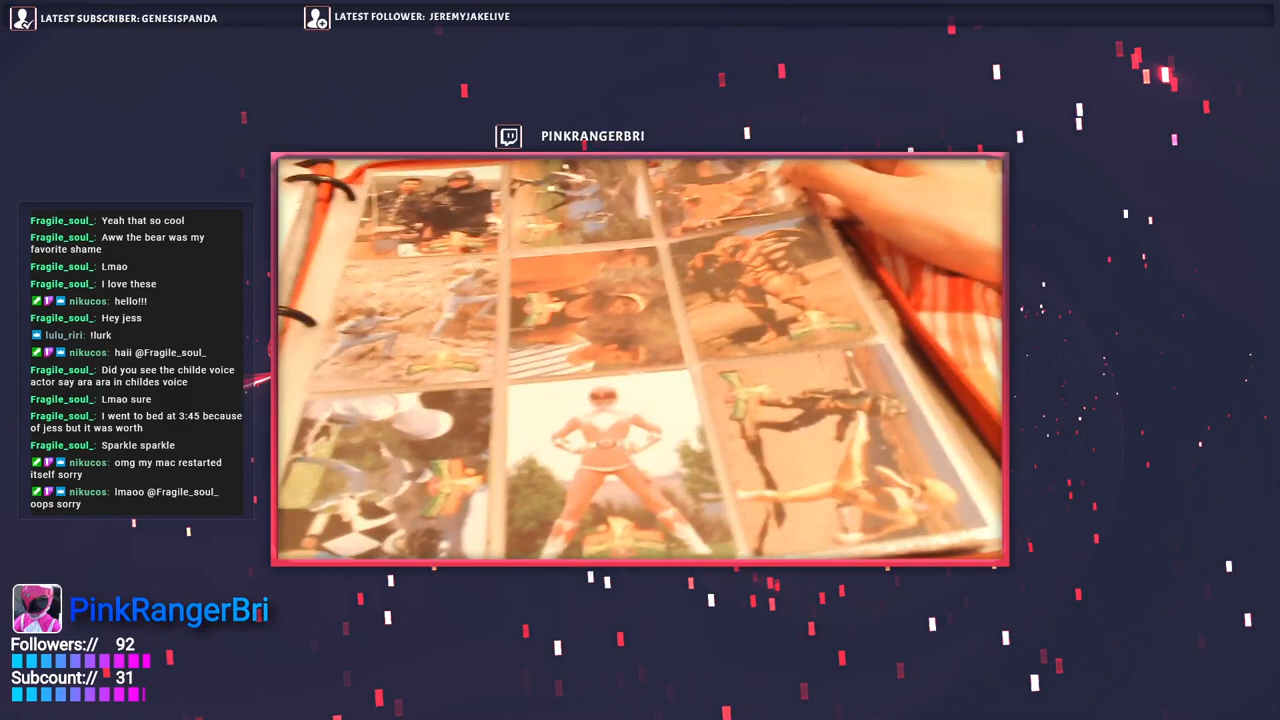 LATEST SUBSCRIBER: GENESISPANDA
LATEST FOLLOWER: JEREMYJAKELIVE
PINKRANGERBRI
Fragile_soul_: Yeah that so cool
Fragile_soul_: Aww the bear was my
favorite shame
Fragile_soul_: Lmao
Fragile_soul_: I love these
nikucos: hello!!!
Fragile_soul_: Hey jess
lulu_riri: !lurk
nikucos: haii @Fragile_soul_
Fragile_soul_: Did you see the childe voice
actor say ara ara in childes voice
Fragile_soul_: Lmao sure
Fragile_soul_: I went to bed at 3:45 because
of jess but it was worth
Fragile_soul_: Sparkle sparkle
nikucos: omg my mac restarted
itself sorry
nikucos: lmaoo @Fragile_soul_
oops sorry
PinkRangerBri
Followers:// 92
Subcount:// 31